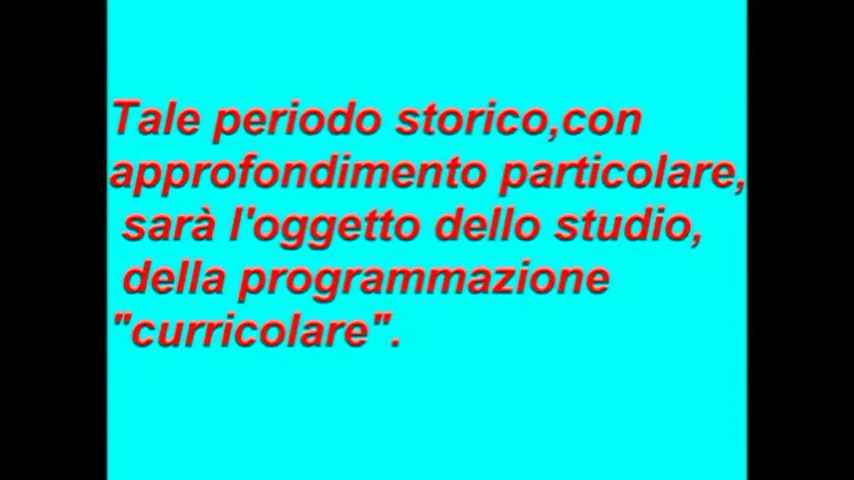 Tale periodo storico,con
approfondimento particolare,
sarà l'oggetto dello studio,
della programmazione
"curricolare".